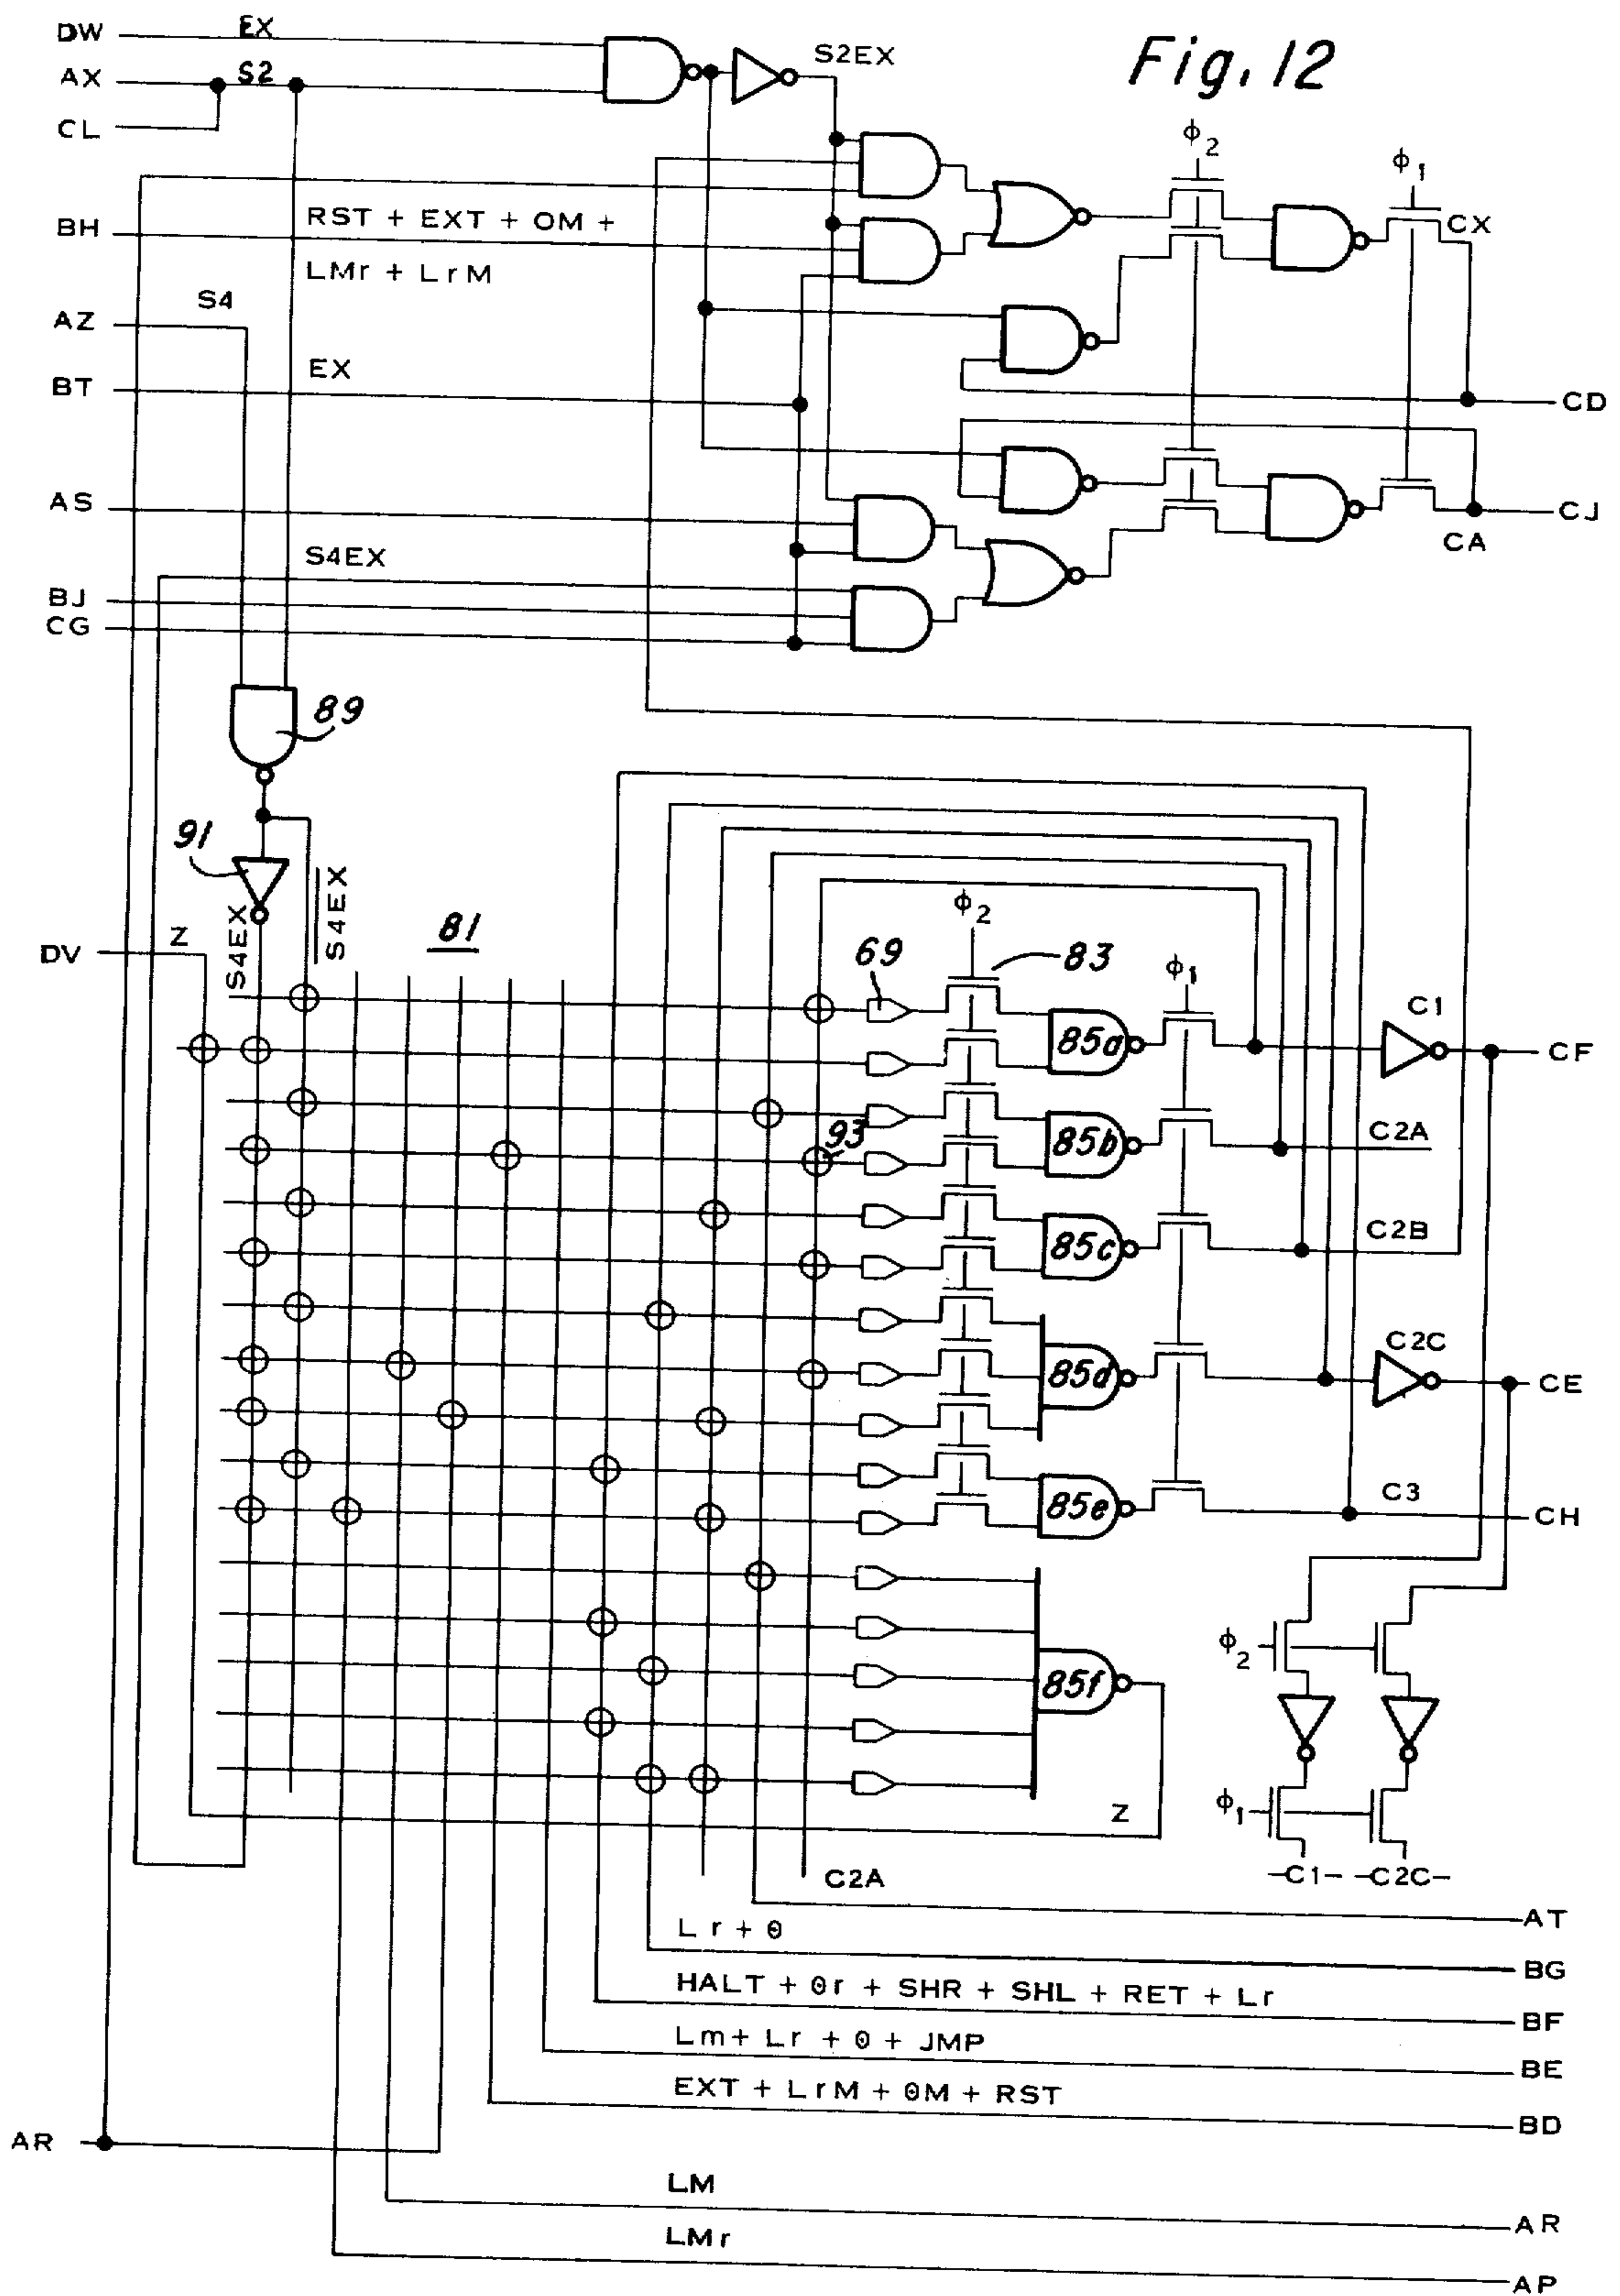 Fig. 12
DW
EX
AX
S2
CL
S2EX
ϕ2
ϕ1
CX
BH
RST + EXT + OM +
LMr + LrM
S4
AZ
EX
BT
CD
AS
CJ
CA
S4EX
BJ
CG
89
91
S4EX
S4EX
81
DV
Z
69
ϕ2
83
ϕ1
C1
85a
CF
93
85b
C2A
85c
C2B
C2C
85d
CE
C3
85e
CH
ϕ2
85f
Z
ϕ1
-C1-
-C2C-
C2A
AT
Lr + θ
BG
HALT + θr + SHR + SHL + RET + Lr
BF
Lm + Lr + θ + JMP
BE
EXT + LrM + θM + RST
BD
AR
LM
AR
LMr
AP